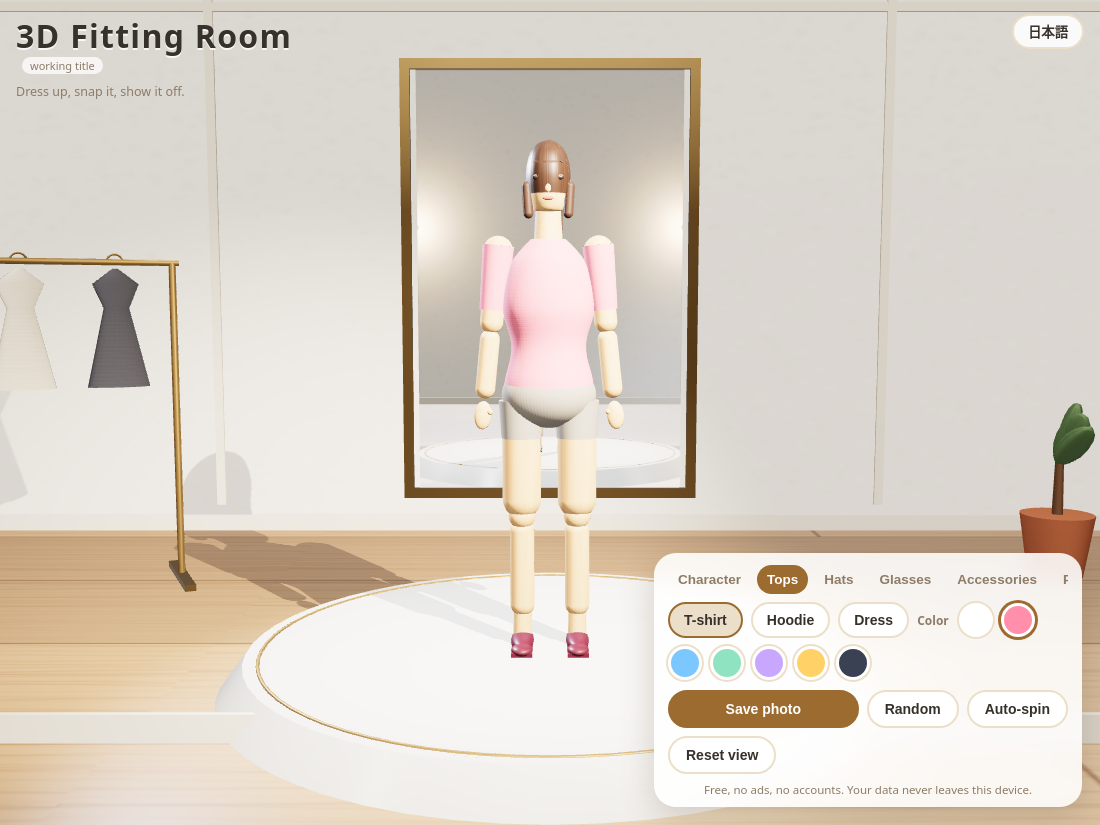 3D Fitting Room
working title
Dress up, snap it, show it off.
日本語
Character Tops Hats Glasses Accessories
T-shirt Hoodie Dress Color
Save photo Random Auto-spin
Reset view
Free, no ads, no accounts. Your data never leaves this device.